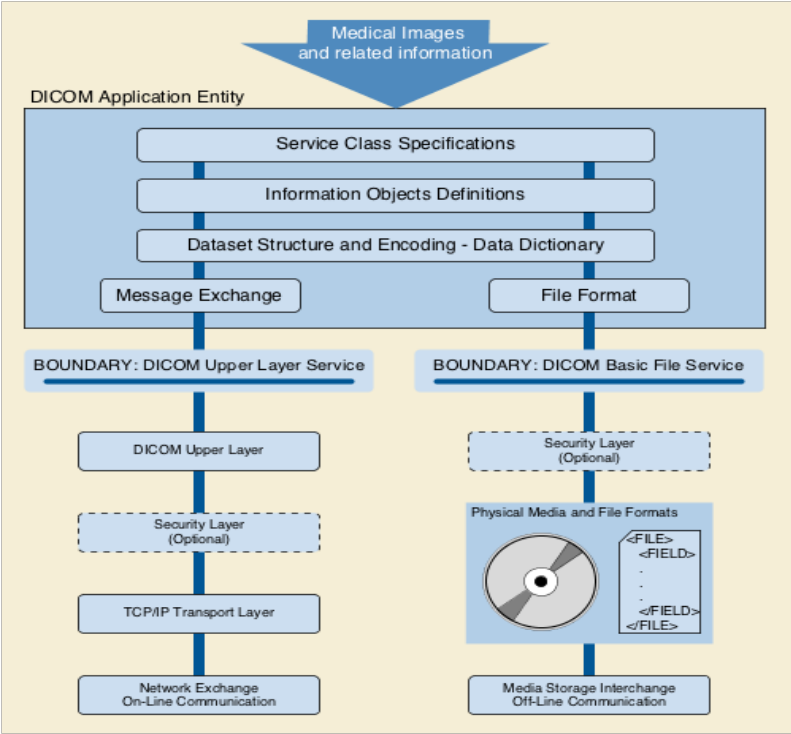 Medical Images
and related information
DICOM Application Entity
Service Class Specifications
Information Objects Definitions
Dataset Structure and Encoding - Data Dictionary
Message Exchange
File Format
BOUNDARY: DICOM Upper Layer Service
BOUNDARY: DICOM Basic File Service
DICOM Upper Layer
Security Layer
(Optional)
TCP/IP Transport Layer
Network Exchange
On-Line Communication
Security Layer
(Optional)
Physical Media and File Formats
<FILE>
<FIELD>
.
.
.
</FIELD>
</FILE>
Media Storage Interchange
Off-Line Communication